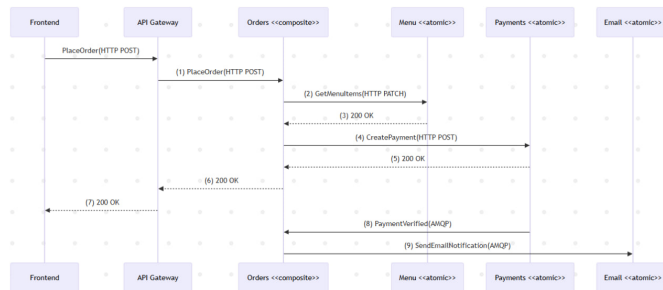 Frontend
API Gateway
Orders <<composite>>
Menu <<atomic>>
Payments <<atomic>>
Email <<atomic>>
PlaceOrder(HTTP POST)
(1) PlaceOrder(HTTP POST)
(2) GetMenuItems(HTTP PATCH)
(3) 200 OK
(4) CreatePayment(HTTP POST)
(5) 200 OK
(6) 200 OK
(7) 200 OK
(8) PaymentVerified(AMQP)
(9) SendEmailNotification(AMQP)
Frontend
API Gateway
Orders <<composite>>
Menu <<atomic>>
Payments <<atomic>>
Email <<atomic>>